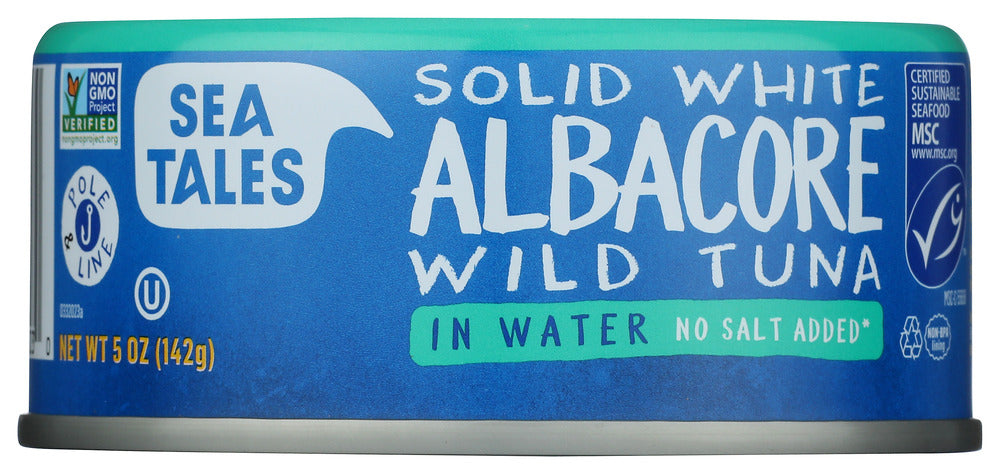 NON
GMO
Project
VERIFIED
nongmoproject.org
POLE & LINE
U
NET WT 5 OZ (142g)
SEA
TALES
SOLID WHITE
ALBACORE
WILD TUNA
IN WATER NO SALT ADDED*
CERTIFIED
SUSTAINABLE
SEAFOOD
MSC
www.msc.org
NON-BPA
lining